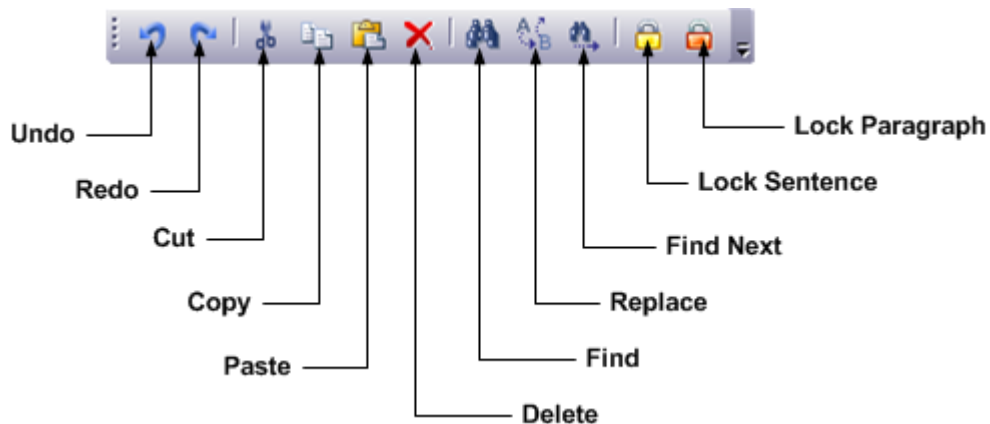 A
B
Undo
Lock Paragraph
Redo
Lock Sentence
Cut
Find Next
Copy
Replace
Paste
Find
Delete